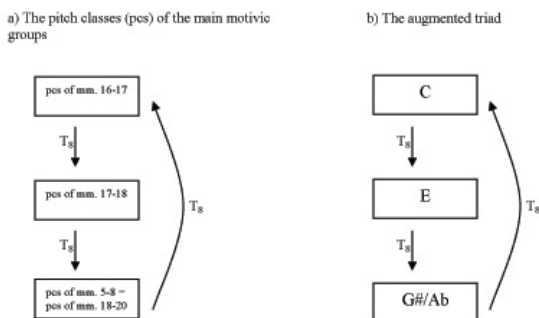 a) The pitch classes (pcs) of the main motivic
groups
b) The augmented triad
pcs of mm. 16-17
T8
pcs of mm. 17-18
T8
pcs of mm. 5-8 =
pcs of mm. 18-20
T8
C
T8
E
T8
G#/Ab
T8